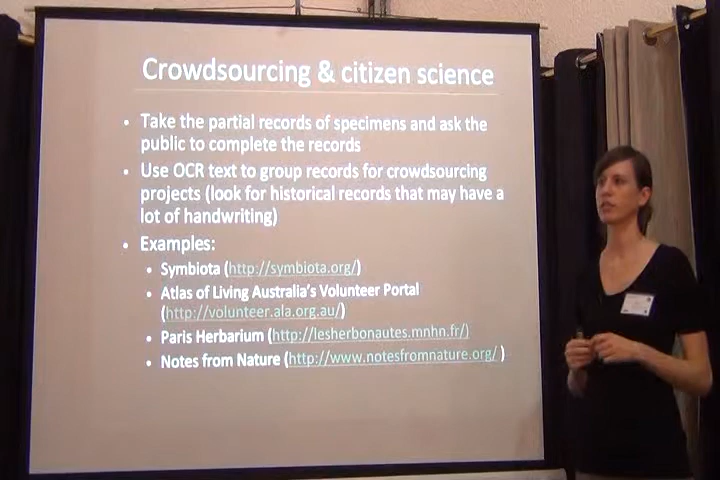 Crowdsourcing & citizen science
• Take the partial records of specimens and ask the
public to complete the records
• Use OCR text to group records for crowdsourcing
projects (look for historical records that may have a
lot of handwriting)
• Examples:
• Symbiota (http://symbiota.org/)
• Atlas of Living Australia's Volunteer Portal
(http://volunteer.ala.org.au/)
• Paris Herbarium (http://lesherbonautes.mnhn.fr/)
• Notes from Nature (http://www.notesfromnature.org/ )